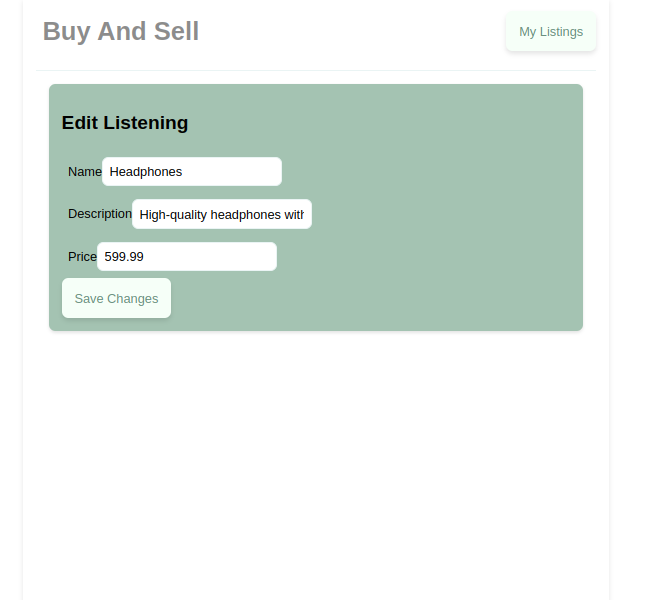 Buy And Sell
My Listings
Edit Listening
Name Headphones
Description High-quality headphones with
Price 599.99
Save Changes